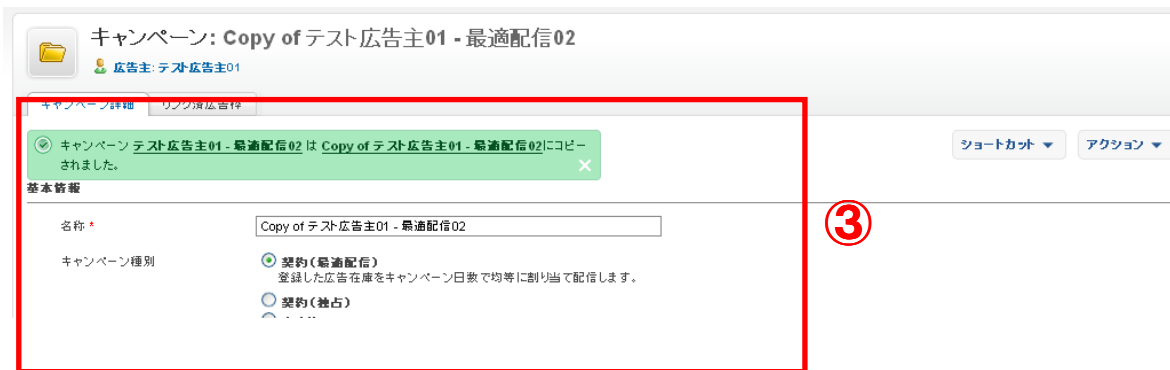 キャンペーン: Copy of テスト広告主01 - 最適配信02
広告主: テスト広告主01
キャンペーン詳細 リンク済広告枠
キャンペーン テスト広告主01 - 最適配信02 は Copy of テスト広告主01 - 最適配信02にコピー
されました。
ショートカット ▼ アクション ▼
基本情報
③
名称 * Copy of テスト広告主01 - 最適配信02
キャンペーン種別 契約(最適配信)
登録した広告在庫をキャンペーン日数で均等に割り当て配信します。
契約(独占)